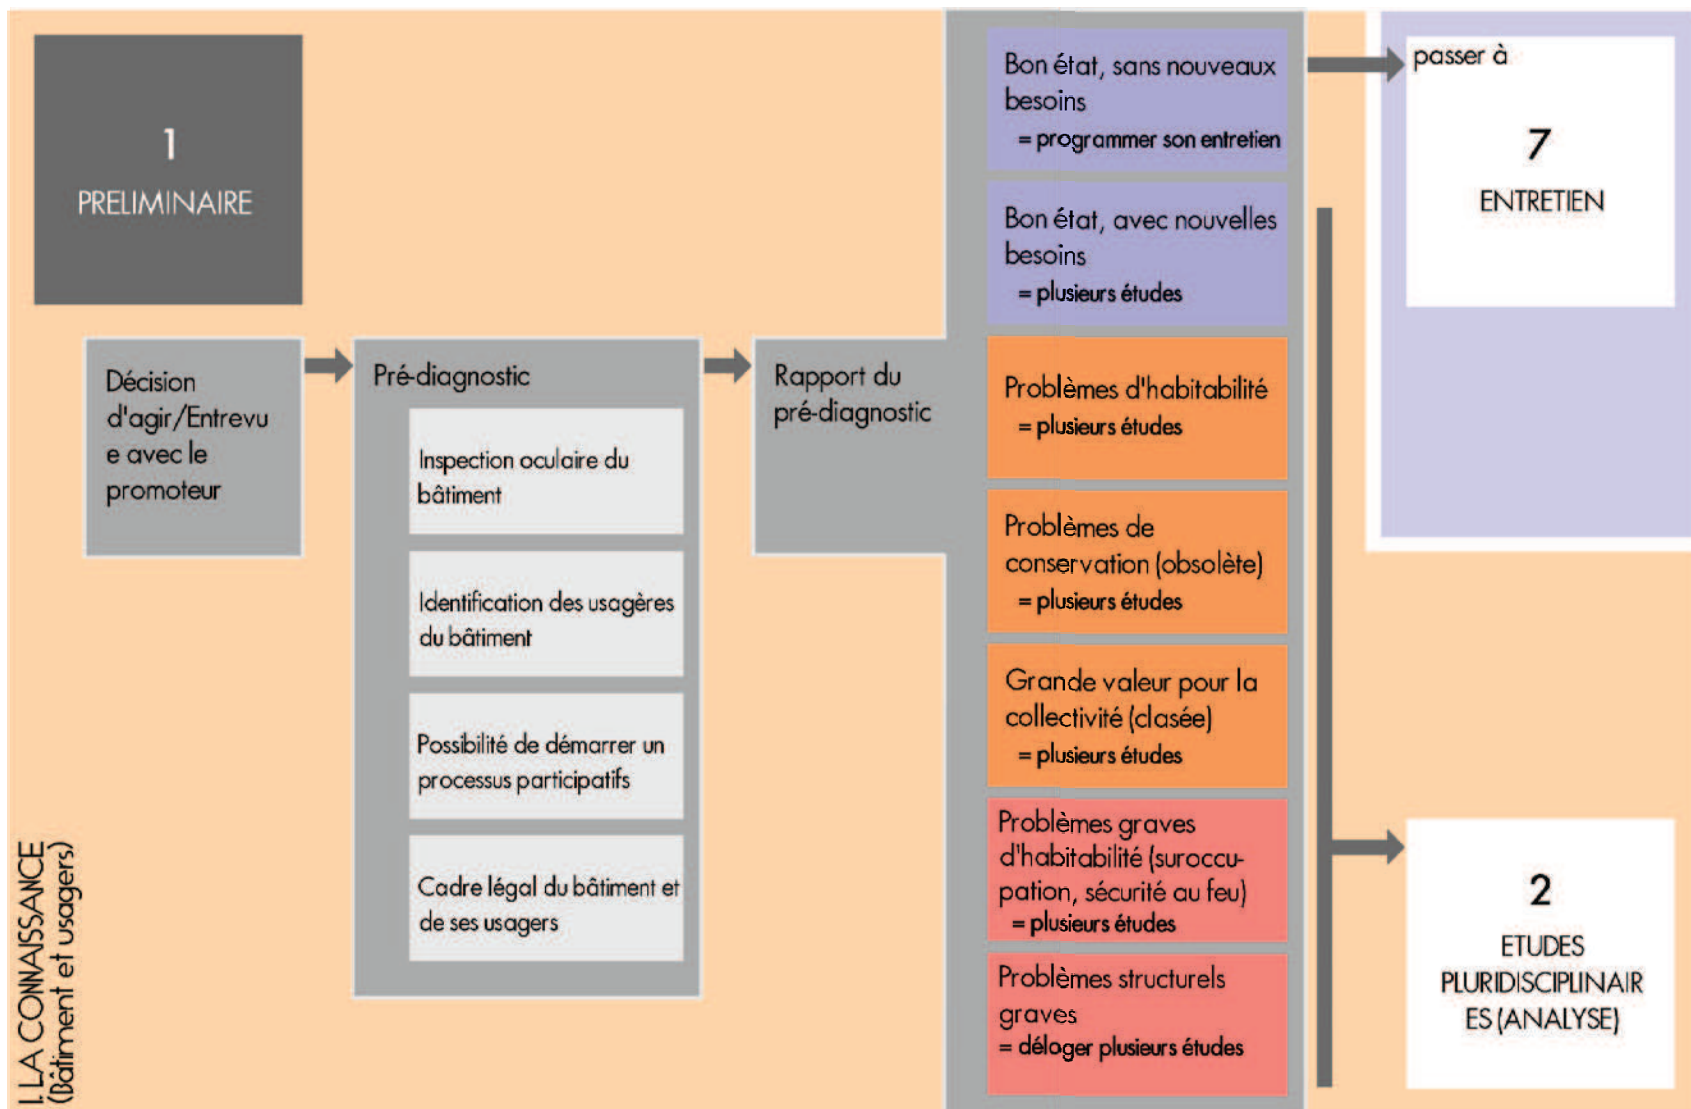 1
PRELIMINAIRE
Décision
d'agir/Entrevu
e avec le
promoteur
Pré-diagnostic
Inspection oculaire du
bâtiment
Identification des usagères
du bâtiment
Possibilité de démarrer un
processus participatifs
Cadre légal du bâtiment et
de ses usagers
Rapport du
pré-diagnostic
Bon état, sans nouveaux
besoins
= programmer son entretien
Bon état, avec nouvelles
besoins
= plusieurs études
Problèmes d'habitabilité
= plusieurs études
Problèmes de
conservation (obsolète)
= plusieurs études
Grande valeur pour la
collectivité (clasée)
= plusieurs études
Problèmes graves
d'habitabilité (suroccu-
pation, sécurité au feu)
= plusieurs études
Problèmes structurels
graves
= déloger plusieurs études
passer à
7
ENTRETIEN
2
ETUDES
PLURIDISCIPLINAIR
ES (ANALYSE)
I. LA CONNAISSANCE
(Bâtiment et usagers)